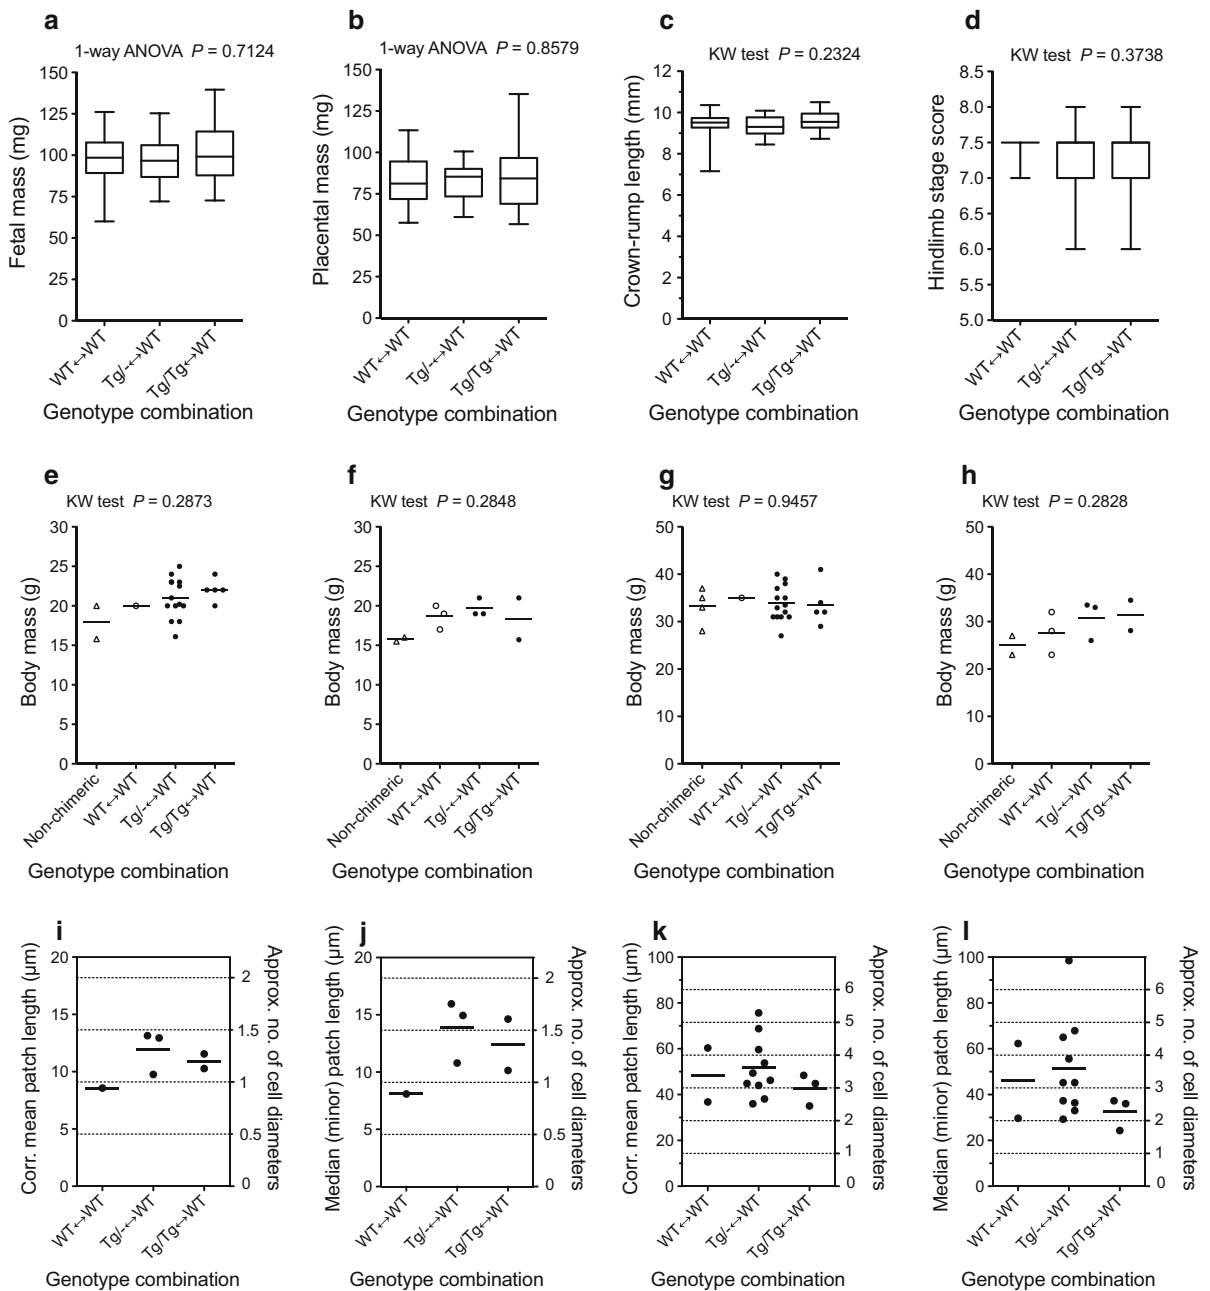 a
1-way ANOVA P = 0.7124
Fetal mass (mg)
150
125
100
75
50
25
0
WT↔WT
Tg/-↔WT
Tg/Tg↔WT
Genotype combination
b
1-way ANOVA P = 0.8579
Placental mass (mg)
150
125
100
75
50
25
0
WT↔WT
Tg/-↔WT
Tg/Tg↔WT
Genotype combination
c
KW test P = 0.2324
Crown-rump length (mm)
12
10
8
6
4
2
0
WT↔WT
Tg/-↔WT
Tg/Tg↔WT
Genotype combination
d
KW test P = 0.3738
Hindlimb stage score
8.5
8.0
7.5
7.0
6.5
6.0
5.5
5.0
WT↔WT
Tg/-↔WT
Tg/Tg↔WT
Genotype combination
e
KW test P = 0.2873
Body mass (g)
30
25
20
15
10
5
0
Non-chimeric
WT↔WT
Tg/-↔WT
Tg/Tg↔WT
Genotype combination
f
KW test P = 0.2848
Body mass (g)
30
25
20
15
10
5
0
Non-chimeric
WT↔WT
Tg/-↔WT
Tg/Tg↔WT
Genotype combination
g
KW test P = 0.9457
Body mass (g)
50
40
30
20
10
0
Non-chimeric
WT↔WT
Tg/-↔WT
Tg/Tg↔WT
Genotype combination
h
KW test P = 0.2828
Body mass (g)
50
40
30
20
10
0
Non-chimeric
WT↔WT
Tg/-↔WT
Tg/Tg↔WT
Genotype combination
i
Corr. mean patch length (µm)
20
15
10
5
0
2
1.5
1
0.5
0
Approx. no. of cell diameters
WT↔WT
Tg/-↔WT
Tg/Tg↔WT
Genotype combination
j
Median (minor) patch length (µm)
20
15
10
5
0
2
1.5
1
0.5
0
Approx. no. of cell diameters
WT↔WT
Tg/-↔WT
Tg/Tg↔WT
Genotype combination
k
Corr. mean patch length (µm)
100
80
60
40
20
0
6
5
4
3
2
1
0
Approx. no. of cell diameters
WT↔WT
Tg/-↔WT
Tg/Tg↔WT
Genotype combination
l
Median (minor) patch length (µm)
100
80
60
40
20
0
6
5
4
3
2
1
0
Approx. no. of cell diameters
WT↔WT
Tg/-↔WT
Tg/Tg↔WT
Genotype combination